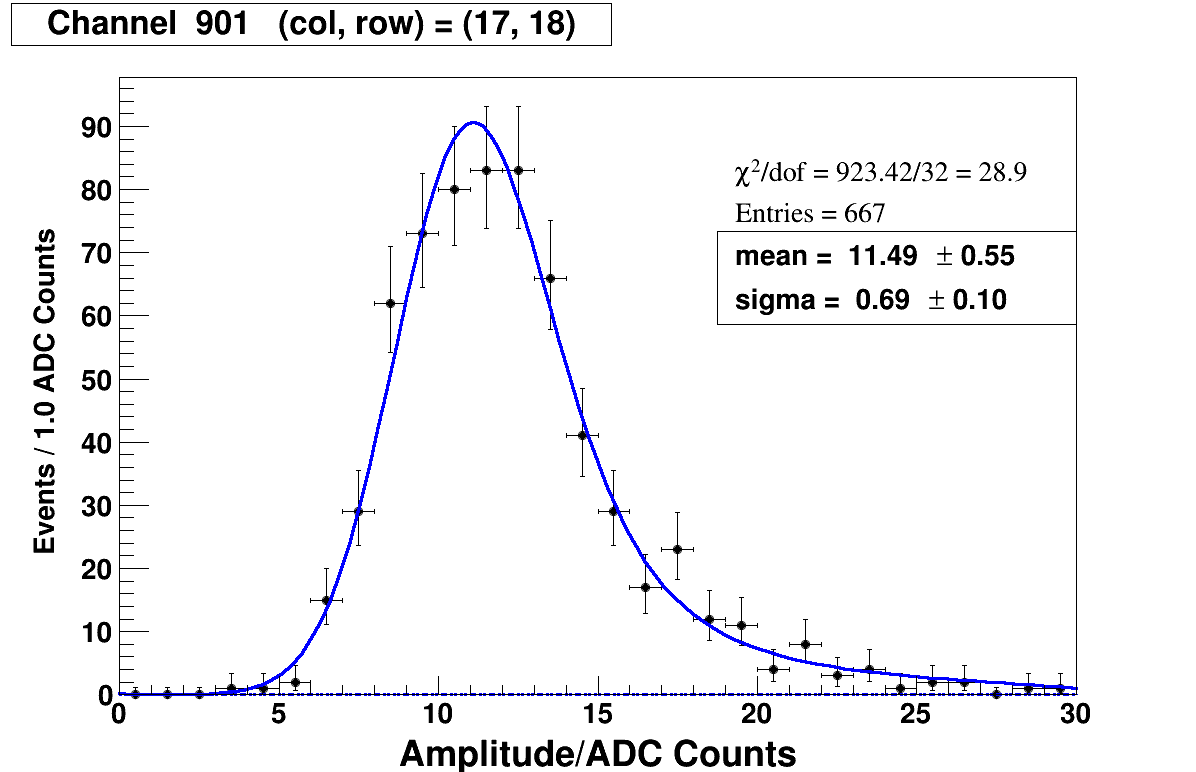 Channel 901 (col, row) = (17, 18)
χ²/dof = 923.42/32 = 28.9
Entries = 667
mean = 11.49 ± 0.55
sigma = 0.69 ± 0.10
Events / 1.0 ADC Counts
90
80
70
60
50
40
30
20
10
0
0 5 10 15 20 25 30
Amplitude/ADC Counts